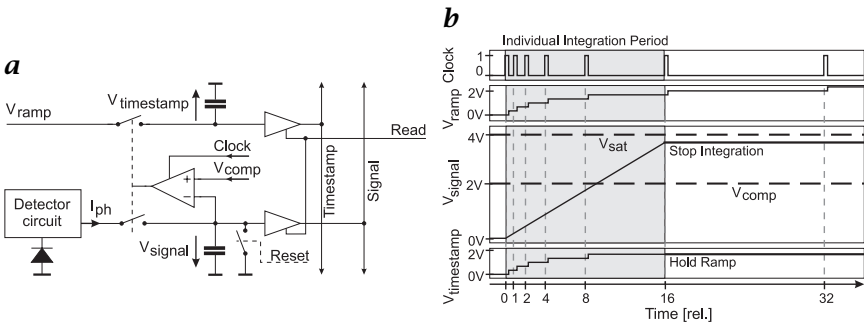 a
V_timestamp
V_ramp
Clock
V_comp
+
−
Read
Detector
circuit
I_ph
V_signal
Reset
Timestamp
Signal
b
Individual Integration Period
Clock
1
0
V_ramp
2V
0V
V_signal
4V
2V
0V
V_sat
Stop Integration
V_comp
V_timestamp
2V
0V
Hold Ramp
0 1 2 4 8 16 32
Time [rel.]